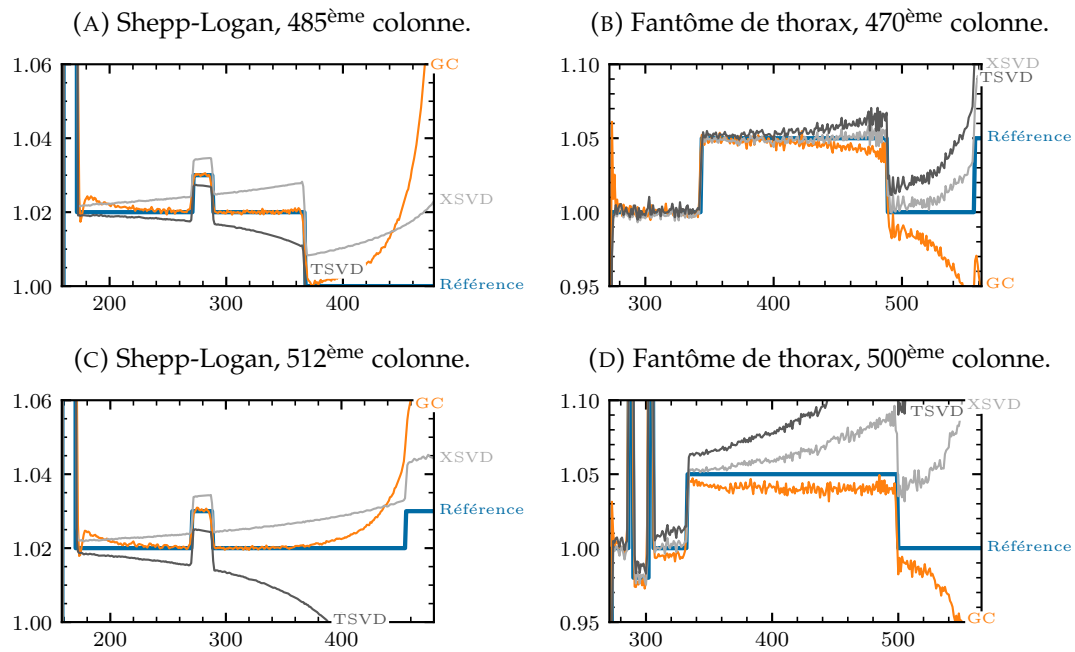 (A) Shepp-Logan, 485ème colonne.
1.06
1.04
1.02
1.00
200
300
400
GC
XSVD
TSVD
Référence
(B) Fantôme de thorax, 470ème colonne.
1.10
1.05
1.00
0.95
300
400
500
XSVD
TSVD
Référence
GC
(C) Shepp-Logan, 512ème colonne.
1.06
1.04
1.02
1.00
200
300
400
GC
XSVD
Référence
TSVD
(D) Fantôme de thorax, 500ème colonne.
1.10
1.05
1.00
0.95
300
400
500
XSVD
TSVD
Référence
GC